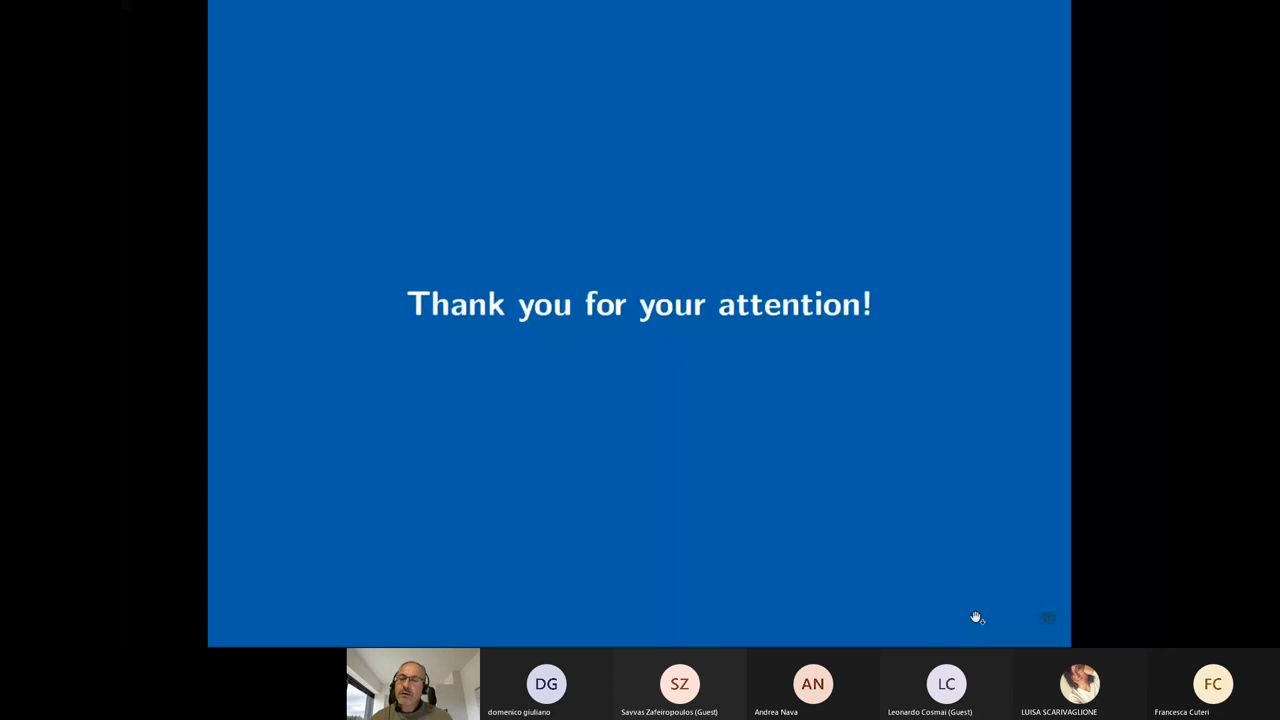 Thank you for your attention!
DG
SZ
AN
LC
FC
domenico giuliano
Savvas Zafeiropoulos (Guest)
Andrea Nava
Leonardo Cosmai (Guest)
LUISA SCARIVAGLIONE
Francesca Cuteri